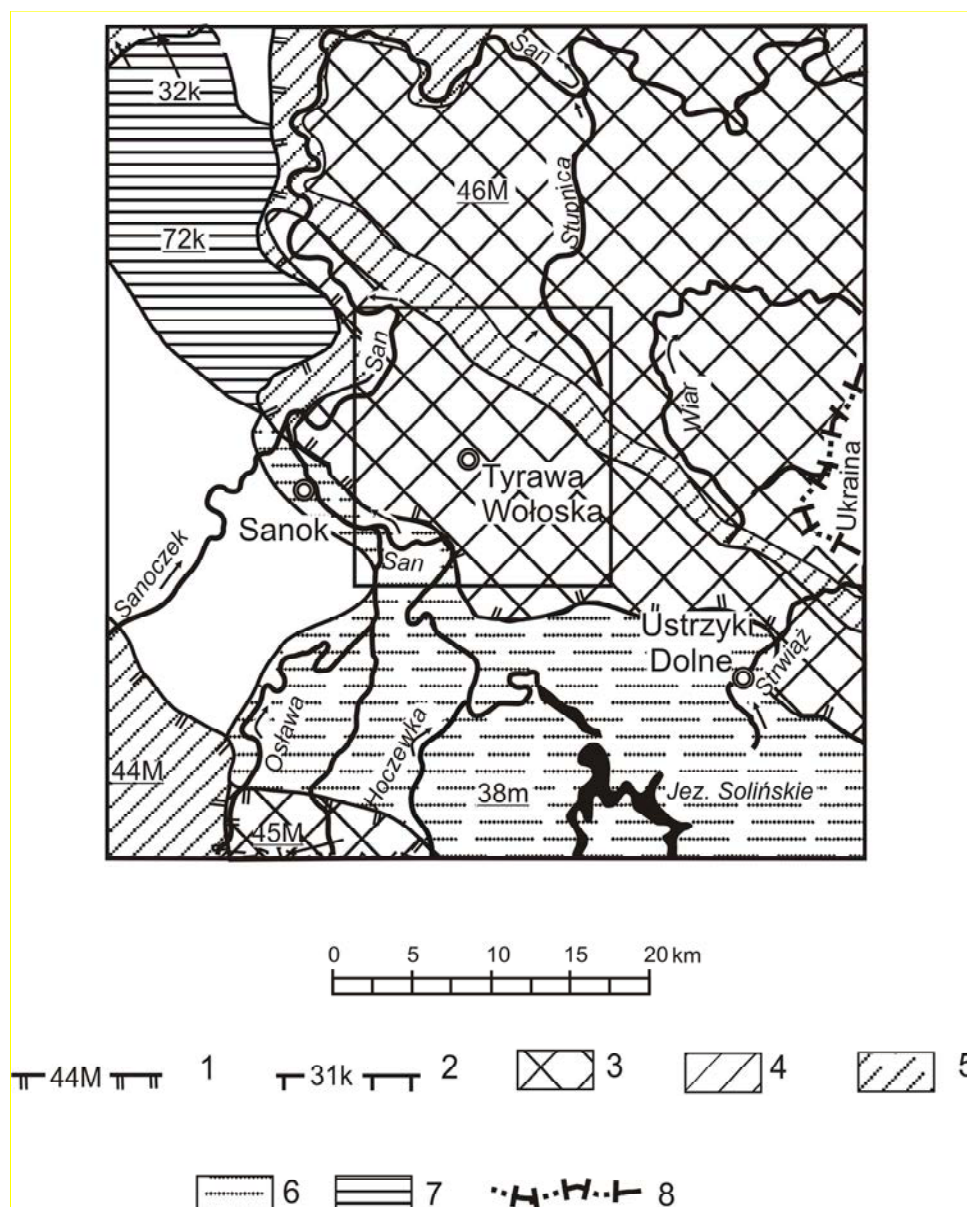 San
32k
46M
Stupnica
72k
San
Wiar
Ukraina
Tyrawa
Wołoska
Sanok
San
Sanoczek
Ustrzyki
Dolne
Strwiąż
Osława
Hoczewka
44M
38m
Jez. Solińskie
45M
0 5 10 15 20 km
44M 1 31k 2 3 4 5
6 7 8